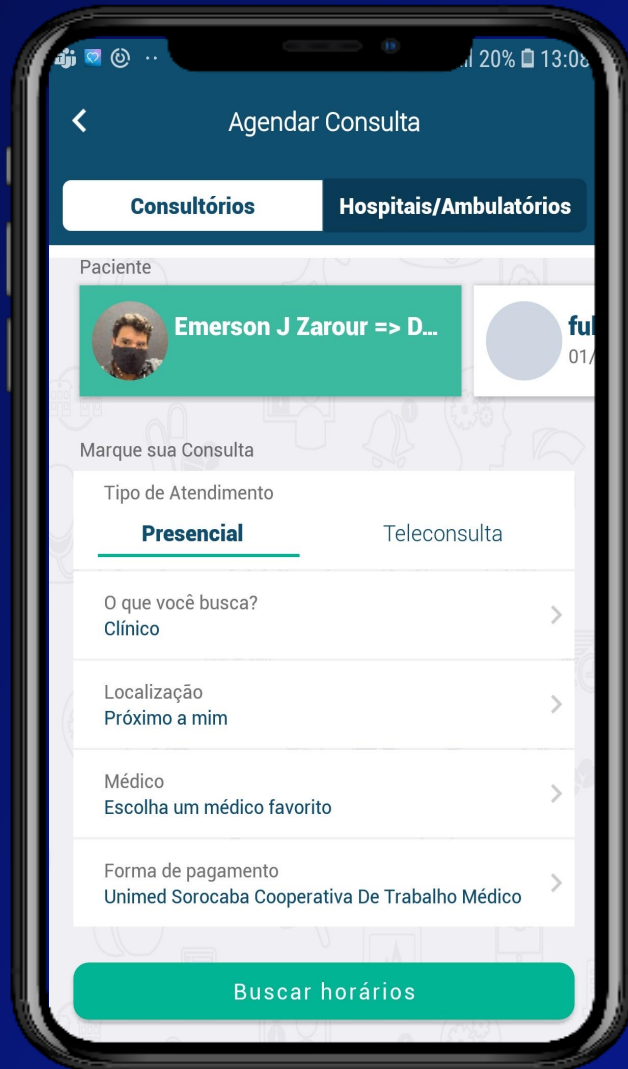 20% 13:08
Agendar Consulta
Consultórios
Hospitais/Ambulatórios
Paciente
Emerson J Zarour => D...
ful
01/
Marque sua Consulta
Tipo de Atendimento
Presencial
Teleconsulta
O que você busca?
Clínico
Localização
Próximo a mim
Médico
Escolha um médico favorito
Forma de pagamento
Unimed Sorocaba Cooperativa De Trabalho Médico
Buscar horários